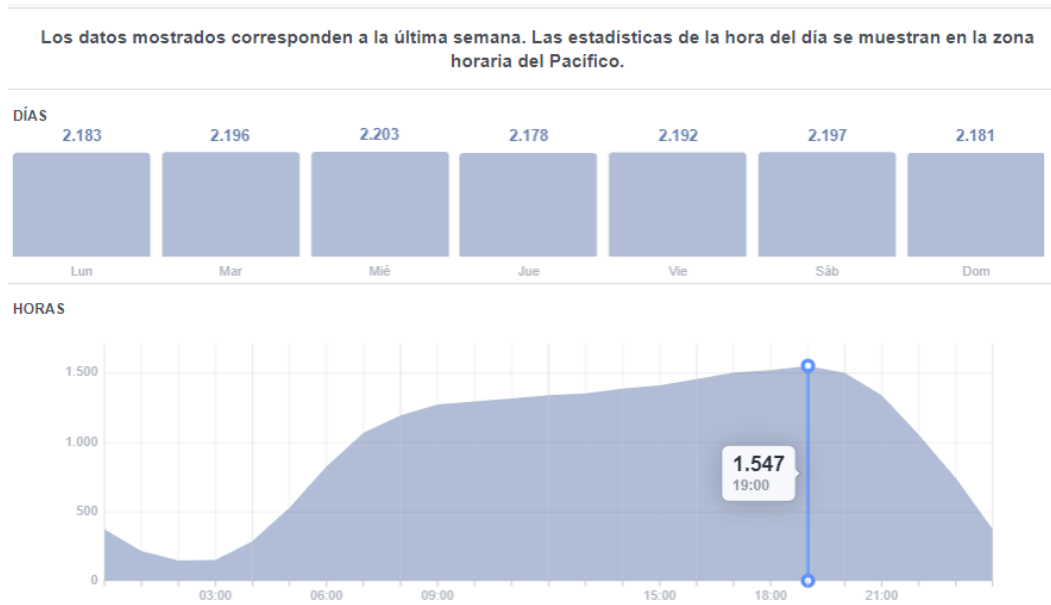 Los datos mostrados corresponden a la última semana. Las estadísticas de la hora del día se muestran en la zona
horaria del Pacífico.
DÍAS
2.183 2.196 2.203 2.178 2.192 2.197 2.181
Lun Mar Mié Jue Vie Sáb Dom
HORAS
1.500
1.000
1.547
19:00
500
0
03:00 06:00 09:00 15:00 18:00 21:00